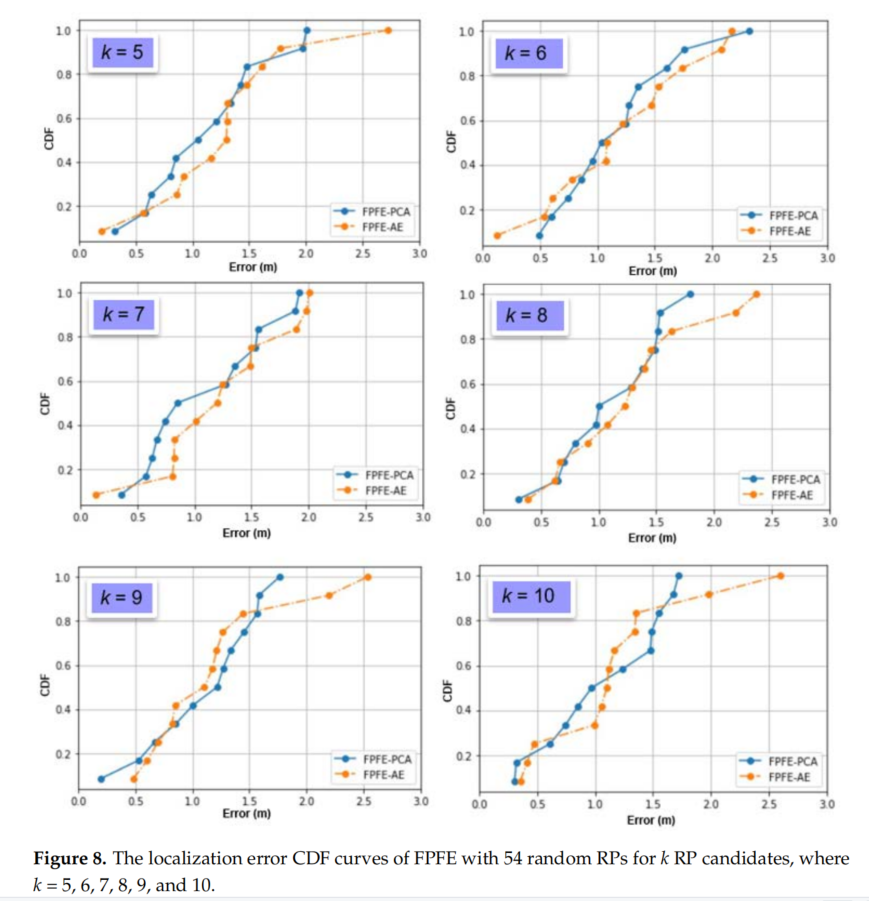 k = 5
k = 6
1.0
0.8
0.6
0.4
0.2
CDF
FPFE-PCA
FPFE-AE
0.0 0.5 1.0 1.5 2.0 2.5 3.0
Error (m)
1.0
0.8
0.6
0.4
0.2
CDF
FPFE-PCA
FPFE-AE
0.0 0.5 1.0 1.5 2.0 2.5 3.0
Error (m)
k = 7
k = 8
1.0
0.8
0.6
0.4
0.2
CDF
FPFE-PCA
FPFE-AE
0.0 0.5 1.0 1.5 2.0 2.5 3.0
Error (m)
1.0
0.8
0.6
0.4
0.2
CDF
FPFE-PCA
FPFE-AE
0.0 0.5 1.0 1.5 2.0 2.5 3.0
Error (m)
k = 9
k = 10
1.0
0.8
0.6
0.4
0.2
CDF
FPFE-PCA
FPFE-AE
0.0 0.5 1.0 1.5 2.0 2.5 3.0
Error (m)
1.0
0.8
0.6
0.4
0.2
CDF
FPFE-PCA
FPFE-AE
0.0 0.5 1.0 1.5 2.0 2.5 3.0
Error (m)
Figure 8. The localization error CDF curves of FPFE with 54 random RPs for k RP candidates, where
k = 5, 6, 7, 8, 9, and 10.